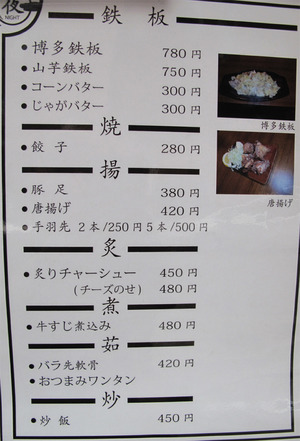 夜
NIGHT
鉄板
・博多鉄板 780円
・山芋鉄板 750円
・コーンバター 300円
・じゃがバター 300円
博多鉄板
焼
・餃子 280円
揚
・豚足 380円
・唐揚げ 420円
・手羽先 2本/250円5本/500円
唐揚げ
炙
・炙りチャーシュー 450円
(チーズのせ) 480円
煮
・牛すじ煮込み 480円
茹
・バラ先軟骨 420円
・おつまみワンタン
炒
・炒飯 450円